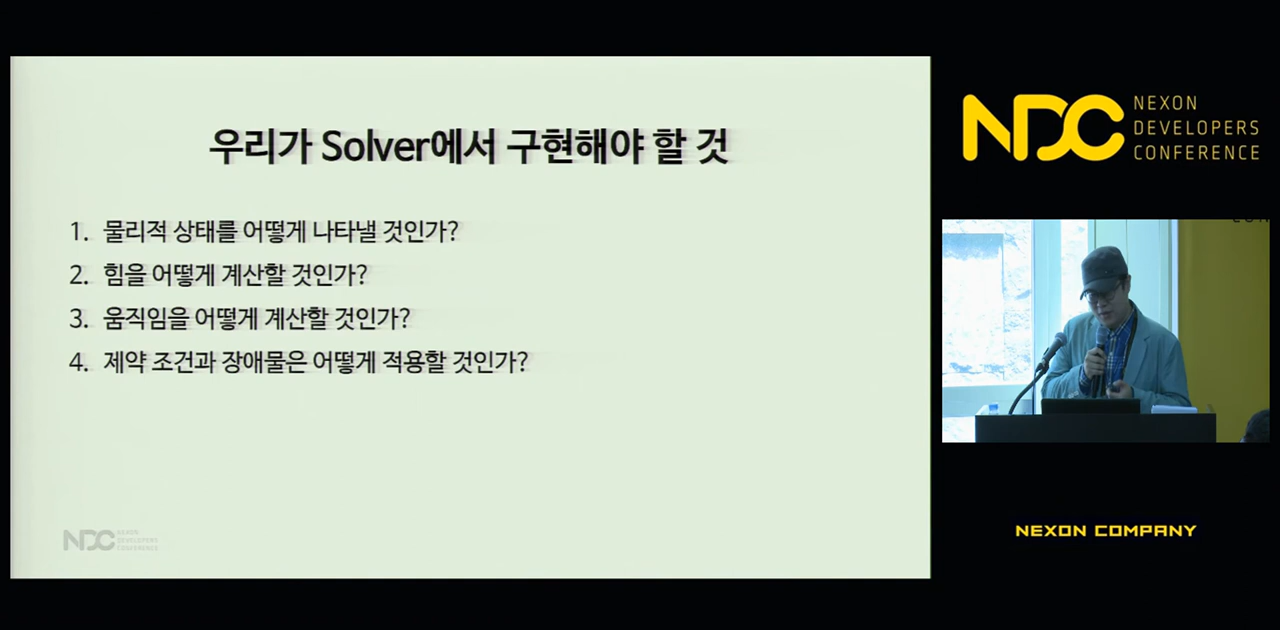 우리가 Solver에서 구현해야 할 것
1. 물리적 상태를 어떻게 나타낼 것인가?
2. 힘을 어떻게 계산할 것인가?
3. 움직임을 어떻게 계산할 것인가?
4. 제약 조건과 장애물은 어떻게 적용할 것인가?
NDC NEXON
DEVELOPERS
CONFERENCE
NDC NEXON
DEVELOPERS
CONFERENCE
NEXON COMPANY